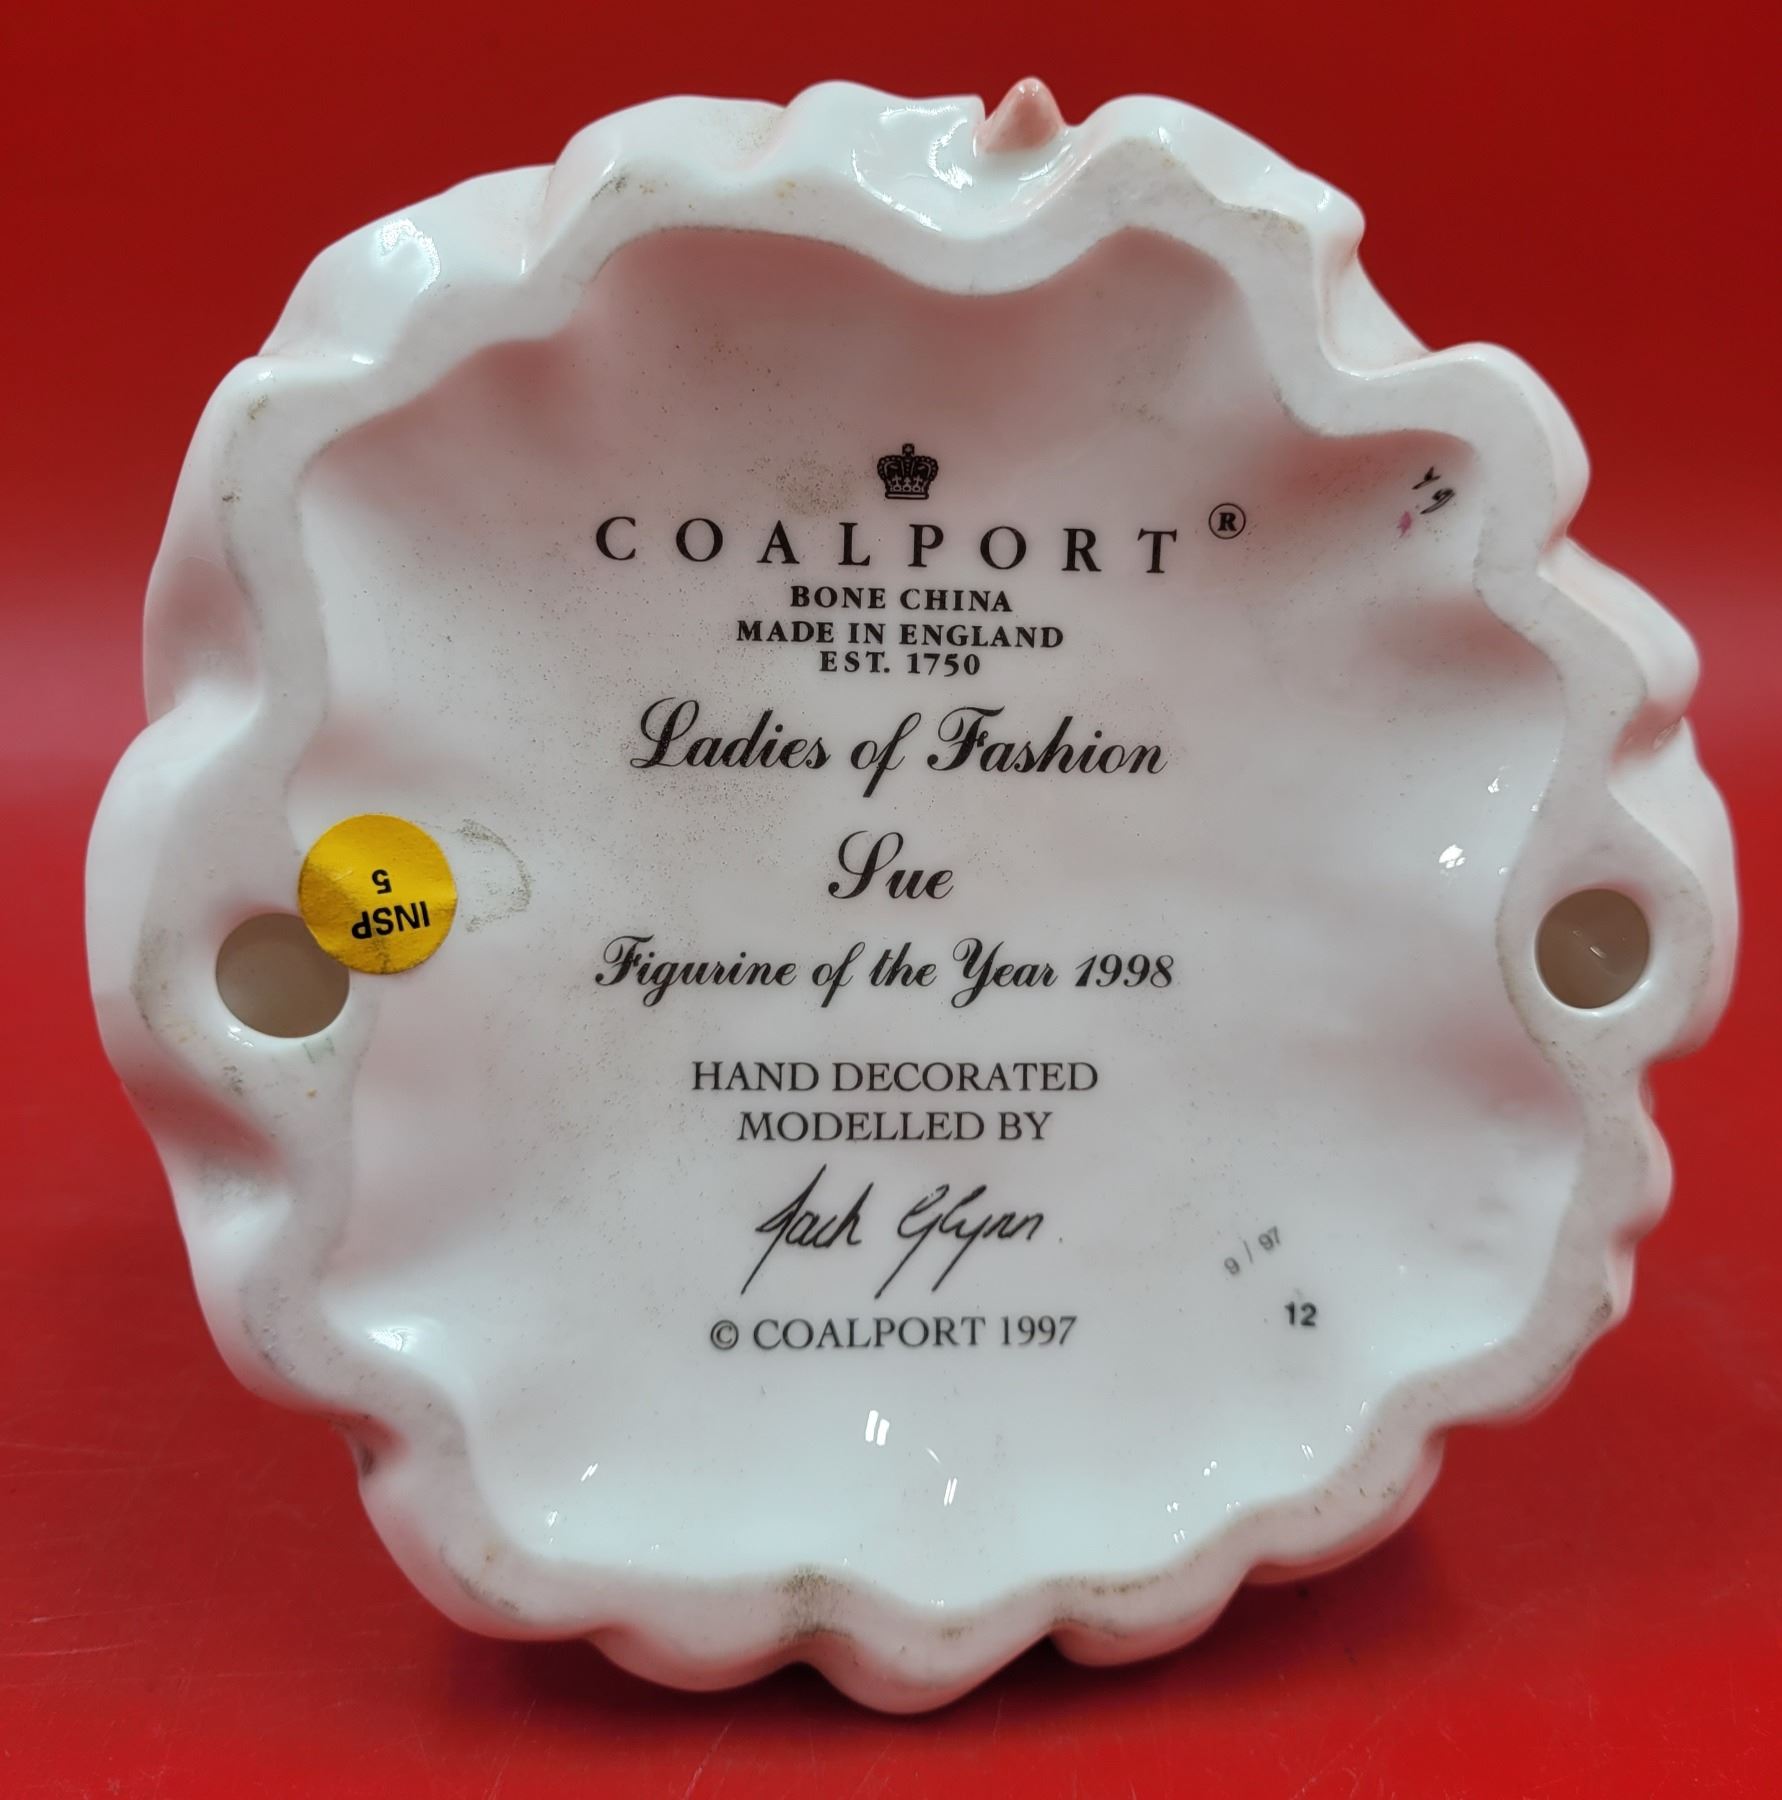 COALPORT®
BONE CHINA
MADE IN ENGLAND
EST. 1750
Ladies of Fashion
Sue
Figurine of the Year 1998
HAND DECORATED
MODELLED BY
Jack Glynn
© COALPORT 1997
9/97
12
INSP
5